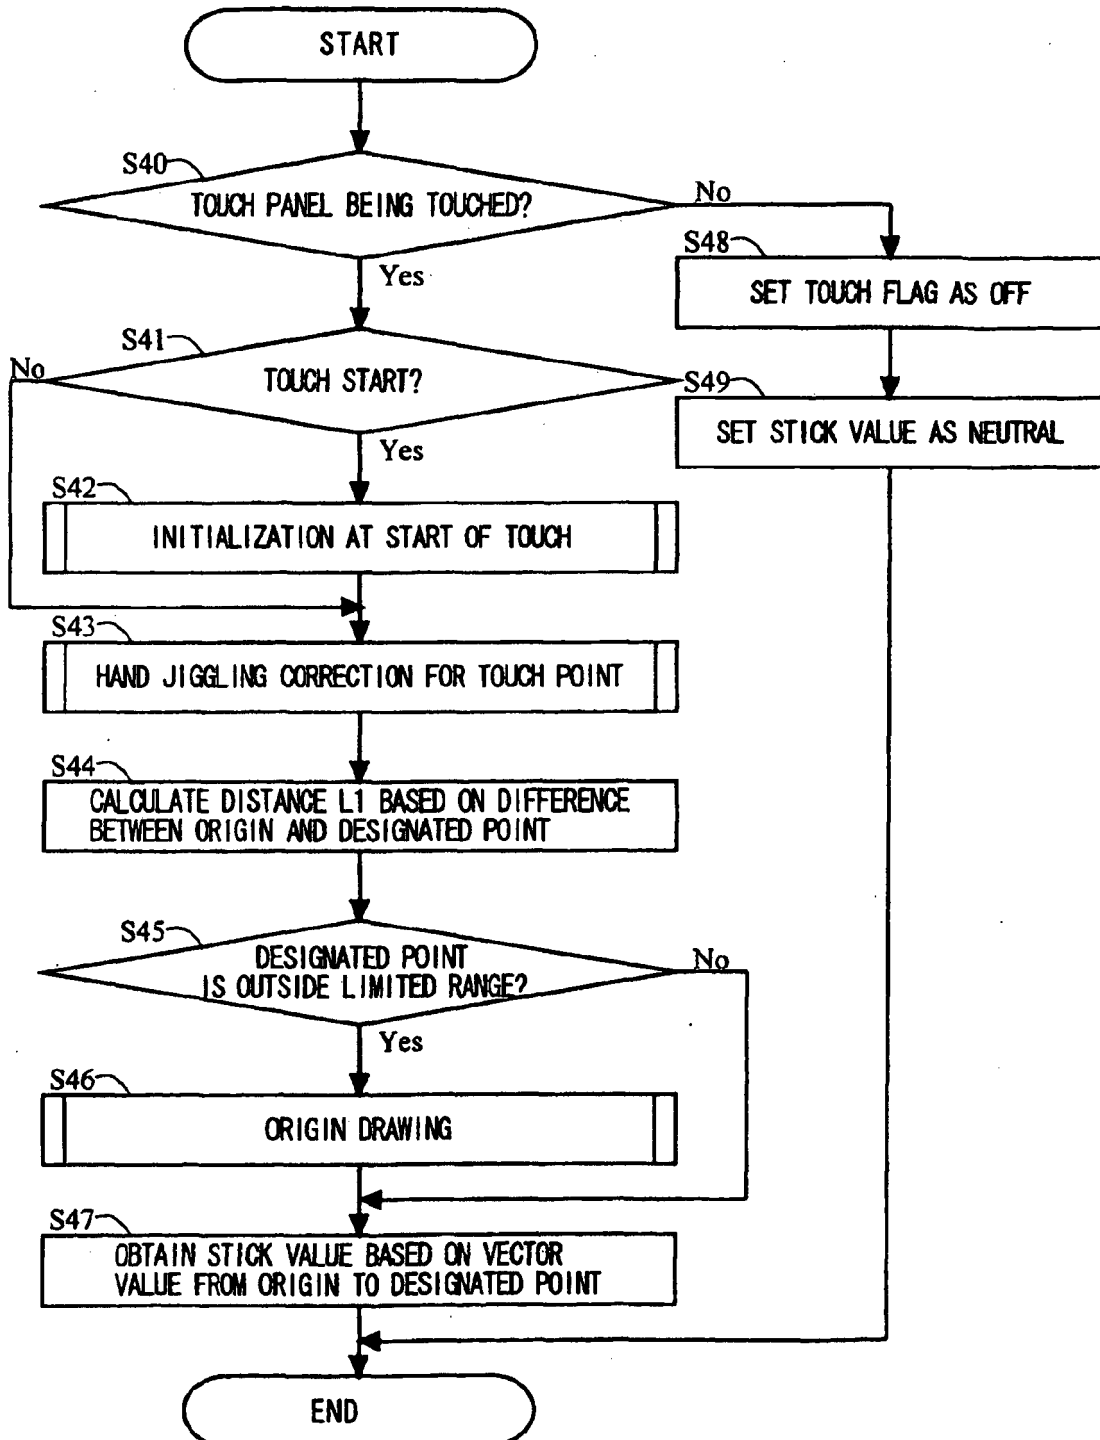 START
S40
TOUCH PANEL BEING TOUCHED?
No
Yes
S48
SET TOUCH FLAG AS OFF
S41
No
TOUCH START?
Yes
S49
SET STICK VALUE AS NEUTRAL
S42
INITIALIZATION AT START OF TOUCH
S43
HAND JIGGLING CORRECTION FOR TOUCH POINT
S44
CALCULATE DISTANCE L1 BASED ON DIFFERENCE
BETWEEN ORIGIN AND DESIGNATED POINT
S45
DESIGNATED POINT
IS OUTSIDE LIMITED RANGE?
No
Yes
S46
ORIGIN DRAWING
S47
OBTAIN STICK VALUE BASED ON VECTOR
VALUE FROM ORIGIN TO DESIGNATED POINT
END